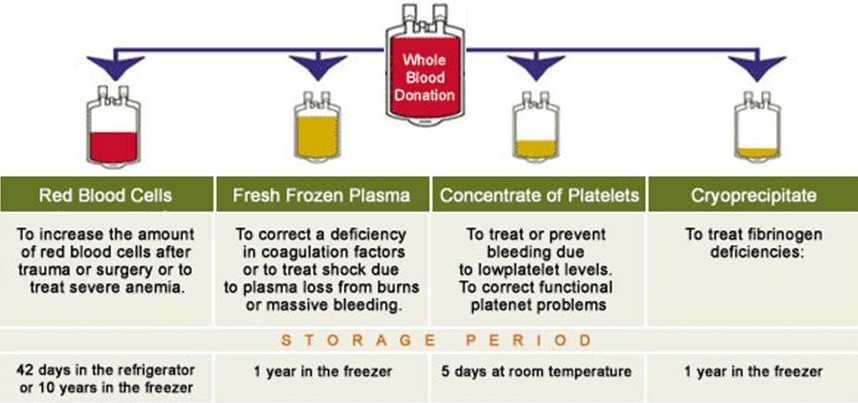 Whole
Blood
Donation
Red Blood Cells
Fresh Frozen Plasma
Concentrate of Platelets
Cryoprecipitate
To increase the amount
of red blood cells after
trauma or surgery or to
treat severe anemia.
To correct a deficiency
in coagulation factors
or to treat shock due
to plasma loss from burns
or massive bleeding.
To treat or prevent
bleeding due
to lowplatelet levels.
To correct functional
platenet problems
To treat fibrinogen
deficiencies:
STORAGE PERIOD
42 days in the refrigerator
or 10 years in the freezer
1 year in the freezer
5 days at room temperature
1 year in the freezer